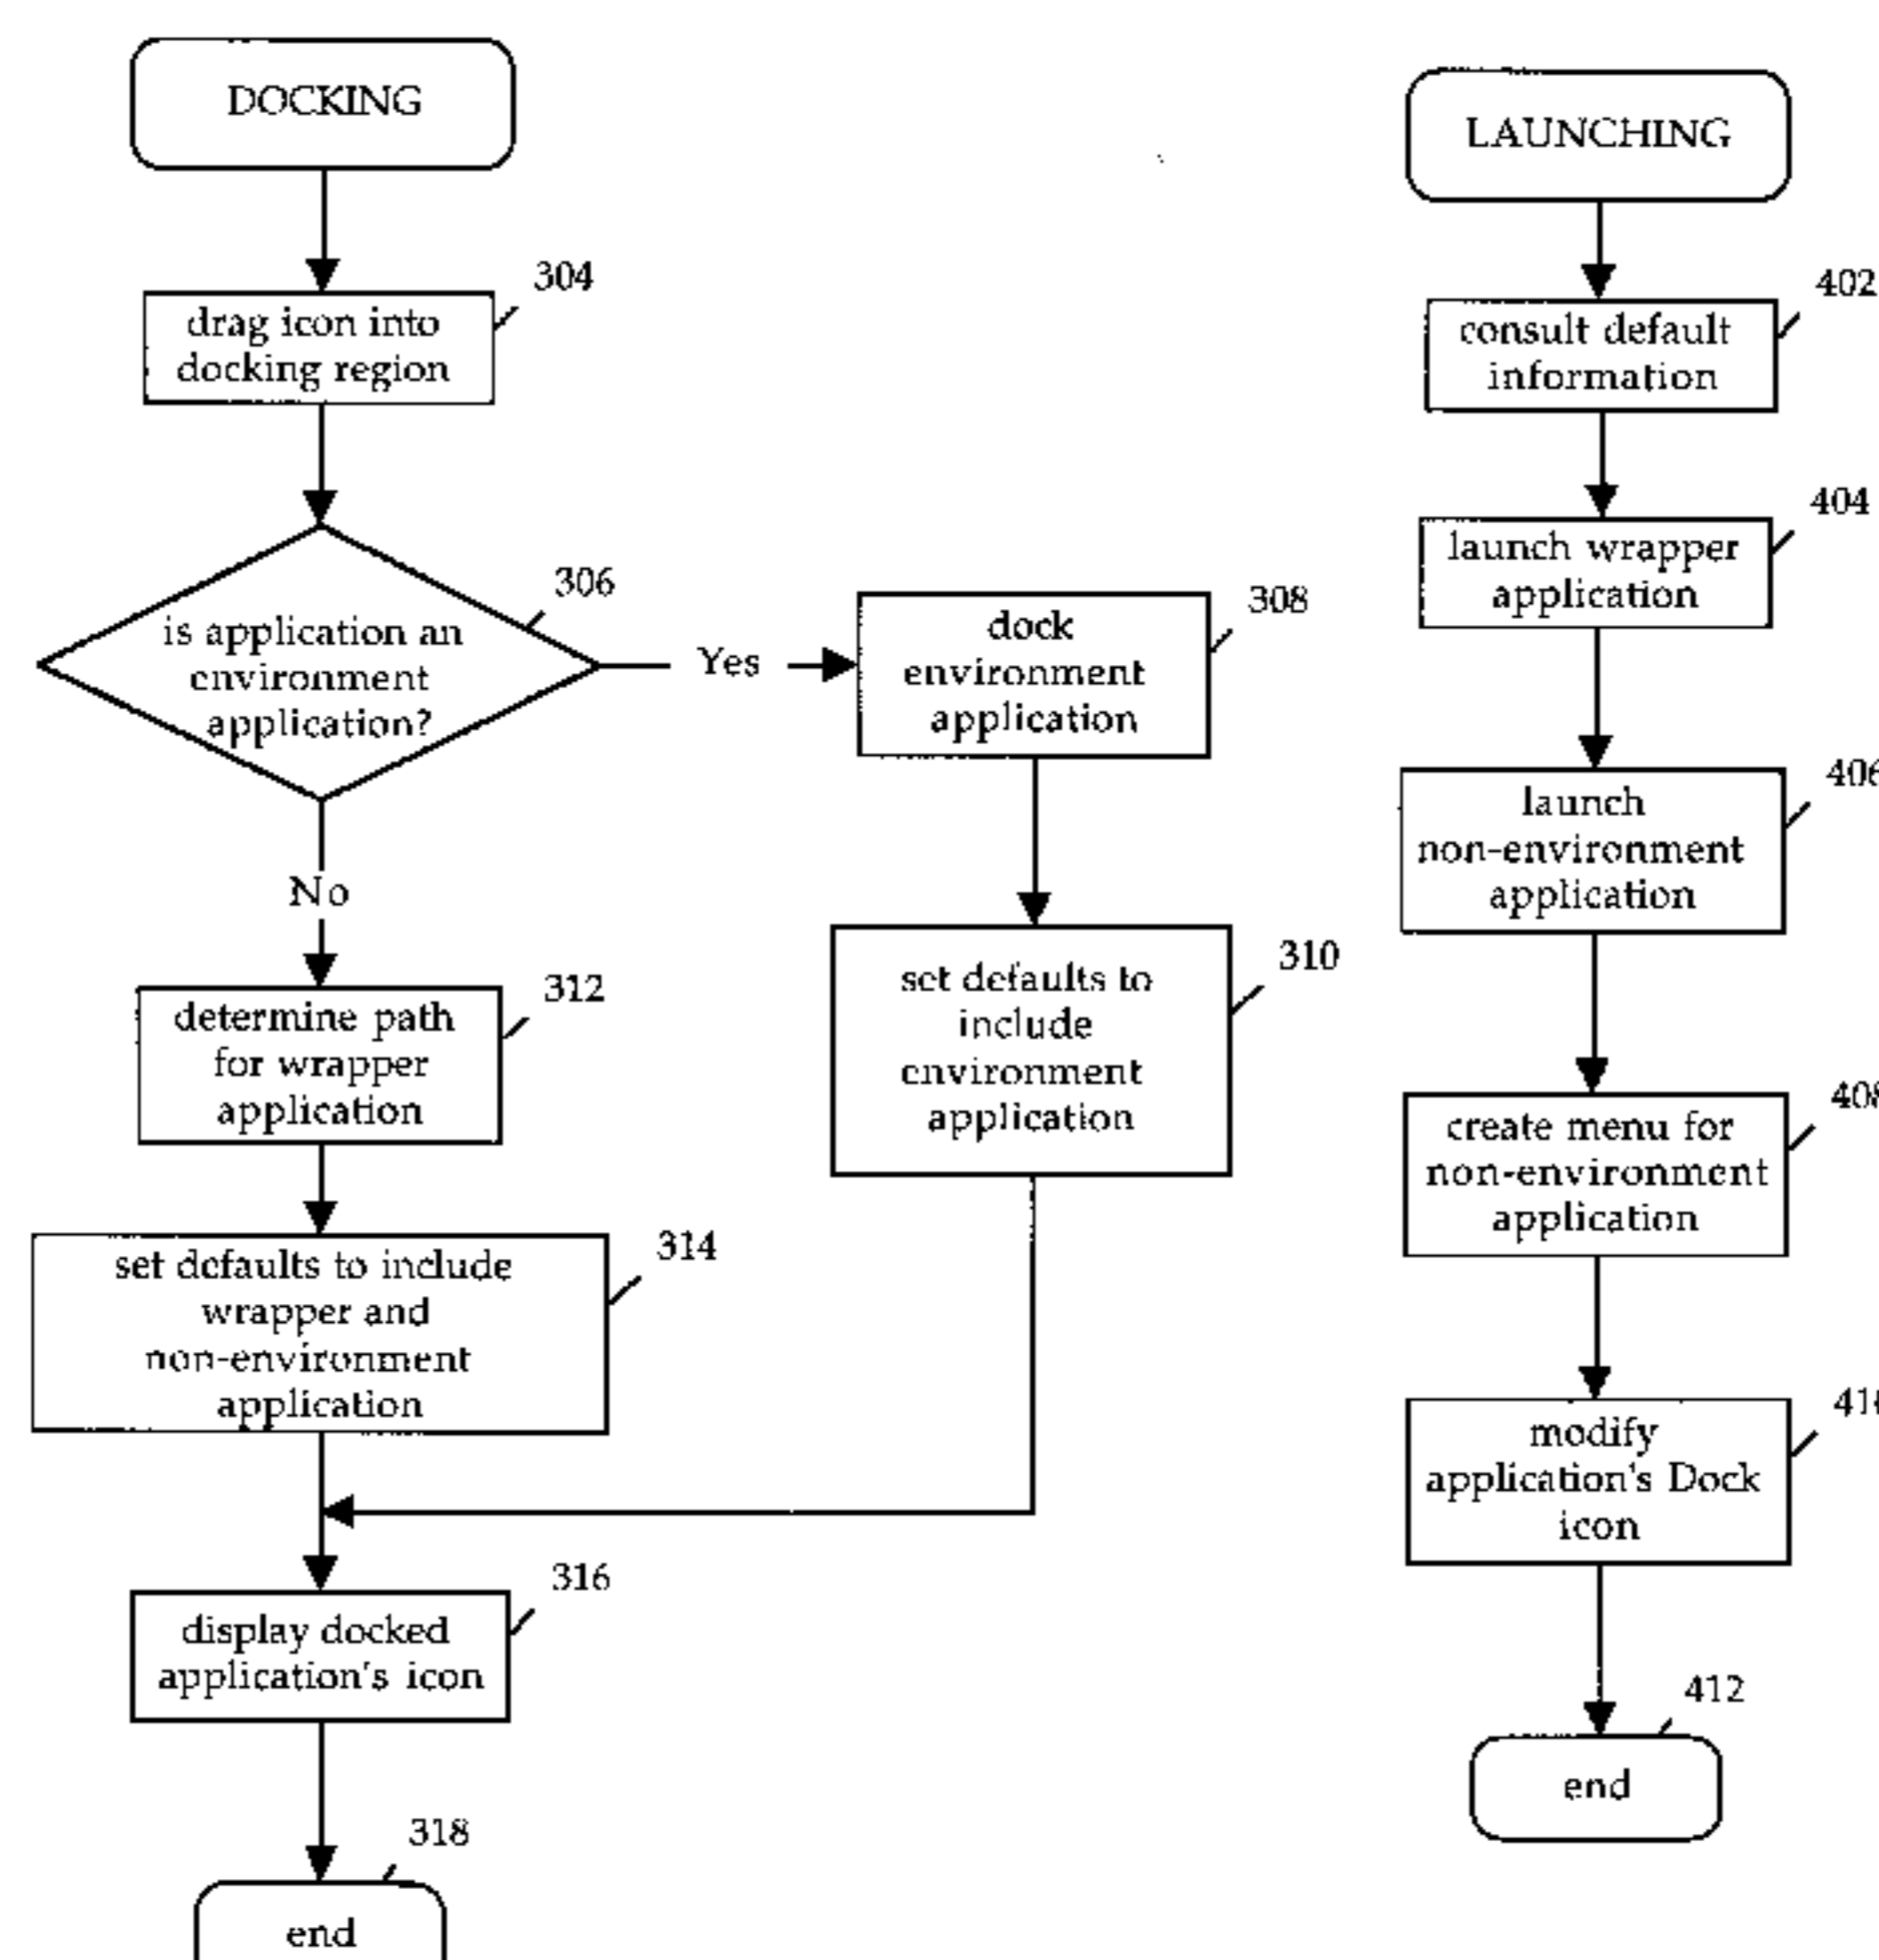 DOCKING
304
drag icon into
docking region
306
is application an
environment
application?
Yes
308
dock
environment
application
No
310
set defaults to
include
environment
application
312
determine path
for wrapper
application
314
set defaults to include
wrapper and
non-environment
application
316
display docked
application's icon
318
end
LAUNCHING
402
consult default
information
404
launch wrapper
application
406
launch
non-environment
application
408
create menu for
non-environment
application
410
modify
application's Dock
icon
412
end